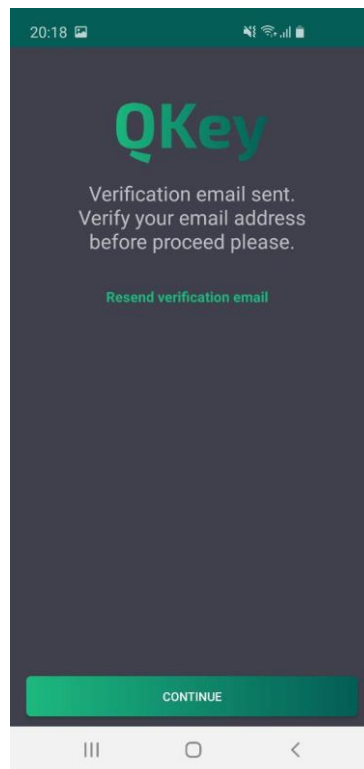 20:18
QKey
Verification email sent.
Verify your email address
before proceed please.
Resend verification email
CONTINUE